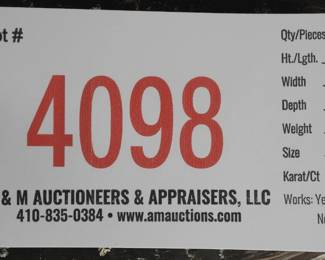 ot #
4098
& M AUCTIONEERS & APPRAISERS, LLC
410-835-0384 • www.amauctions.com
Qty/Pieces
Ht./Lgth.
Width
Depth
Weight
Size
Karat/Ct
Works: Ye